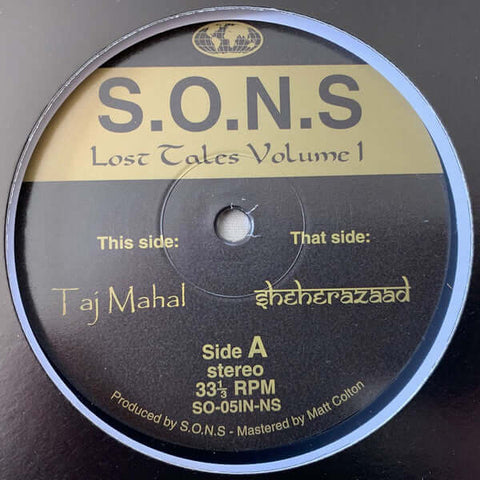 S.O.N.S
Lost Tales Volume 1
This side: That side:
Taj Mahal sheherazaad
Side A
stereo
33⅓ RPM
SO-05IN-NS
Produced by S.O.N.S - Mastered by Matt Colton